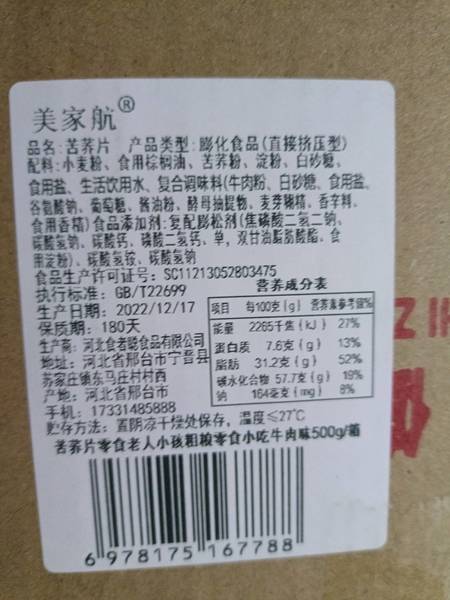 美家航®
品名:苦荞片 产品类型:膨化食品(直接挤压型)
配料:小麦粉、食用棕榈油、苦荞粉、淀粉、白砂糖、
食用盐、生活饮用水、复合调味料(牛肉粉、白砂糖、食用盐、
谷氨酸钠、葡萄糖、酱油粉、酵母抽提物、麦芽糊精、香辛料、
食用香精)食品添加剂:复配膨松剂(焦磷酸二氢二钠、
碳酸氢钠、碳酸钙、磷酸二氢钙、单,双甘油脂肪酸酯、食
用淀粉)、碳酸氢铵、碳酸氢钠
食品生产许可证号:SC11213052803475
执行标准:GB/T22699
生产日期:2022/12/17
保质期:180天
生产商:河北食者聪食品有限公司
地址:河北省邢台市宁晋县
苏家庄镇东马庄村村西
产地:河北省邢台市
手机:17331485888
贮存方法:置阴凉干燥处保存,温度≤27℃
营养成分表
项目 每100克(g) 营养素参考值%
能量 2265千焦(kJ) 27%
蛋白质 7.6克(g) 13%
脂肪 31.2克(g) 52%
碳水化合物 57.7克(g) 19%
钠 164毫克(mg) 8%
苦荞片零食老人小孩粗粮零食小吃牛肉味500g/箱
6 978175 167788